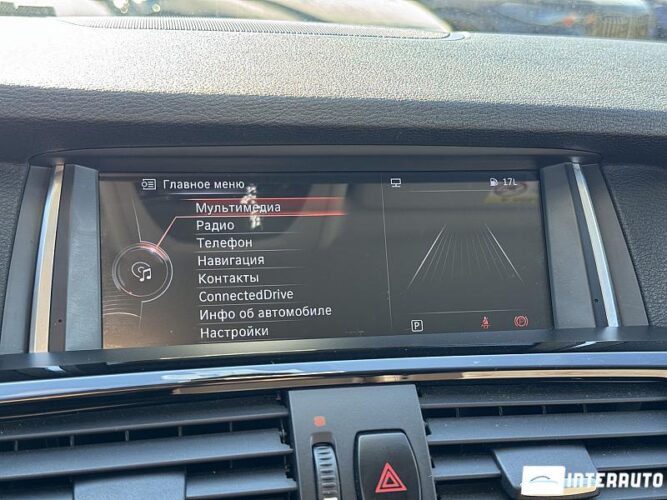 Главное меню
17L
Мультимедиа
Радио
Телефон
Навигация
Контакты
ConnectedDrive
Инфо об автомобиле
Настройки
P
INTERAUTO